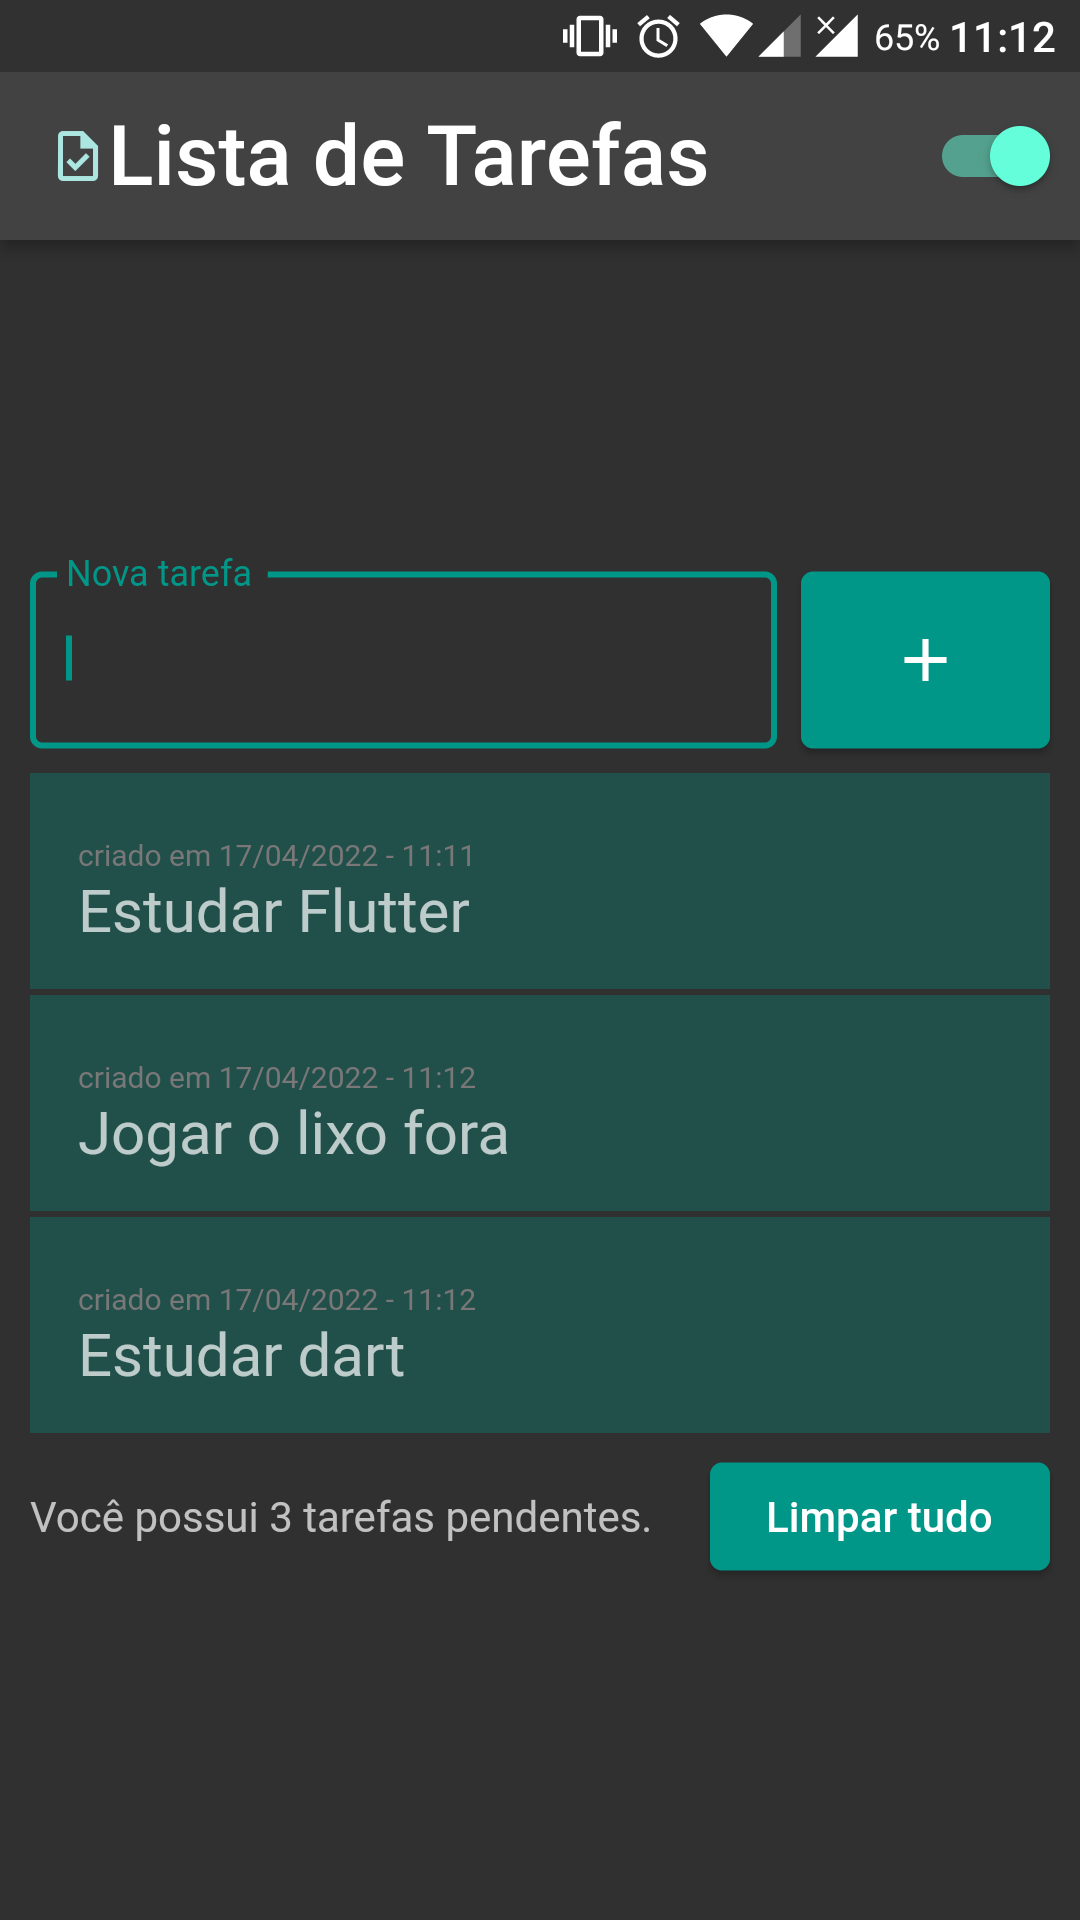 65% 11:12
Lista de Tarefas
Nova tarefa
+
criado em 17/04/2022 - 11:11
Estudar Flutter
criado em 17/04/2022 - 11:12
Jogar o lixo fora
criado em 17/04/2022 - 11:12
Estudar dart
Você possui 3 tarefas pendentes.
Limpar tudo